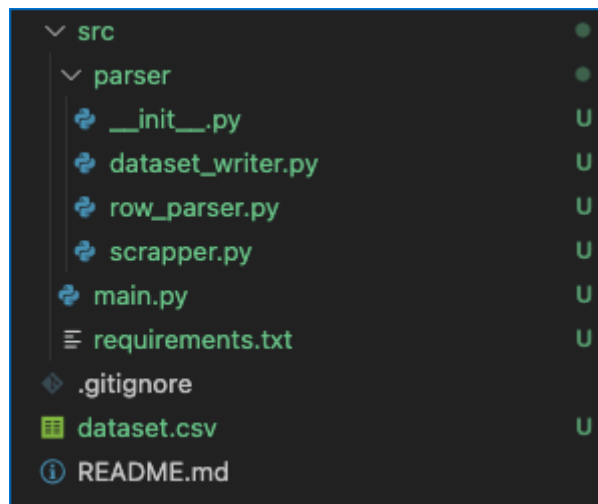 src
parser
__init__.py U
dataset_writer.py U
row_parser.py U
scrapper.py U
main.py U
requirements.txt U
.gitignore
dataset.csv U
README.md